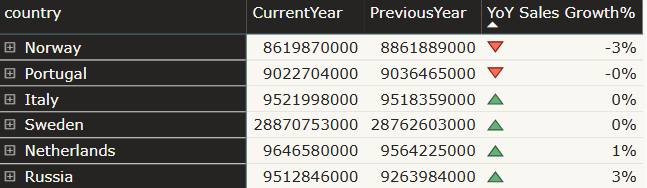 country CurrentYear PreviousYear YoY Sales Growth%
Norway 8619870000 8861889000 -3%
Portugal 9022704000 9036465000 -0%
Italy 9521998000 9518359000 0%
Sweden 28870753000 28762603000 0%
Netherlands 9646580000 9564225000 1%
Russia 9512846000 9263984000 3%